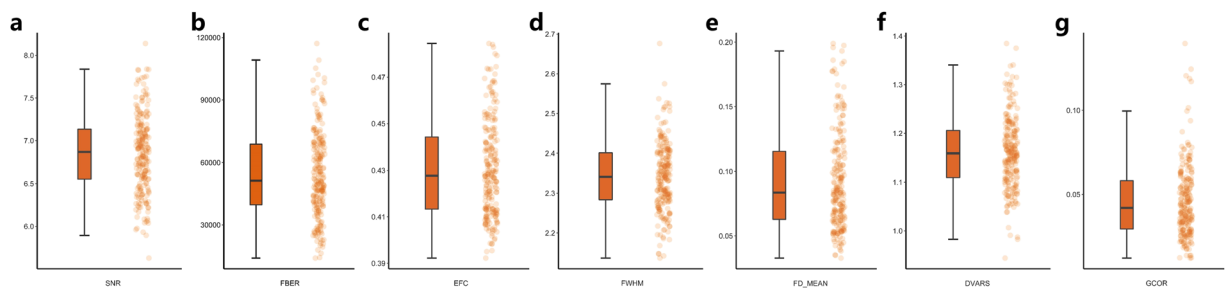 a
8.0
7.5
7.0
6.5
6.0
SNR
b
120000
90000
60000
30000
FBER
c
0.47
0.45
0.43
0.41
0.39
EFC
d
2.7
2.6
2.5
2.4
2.3
2.2
FWHM
e
0.20
0.15
0.10
0.05
FD_MEAN
f
1.4
1.3
1.2
1.1
1.0
DVARS
g
0.10
0.05
GCOR